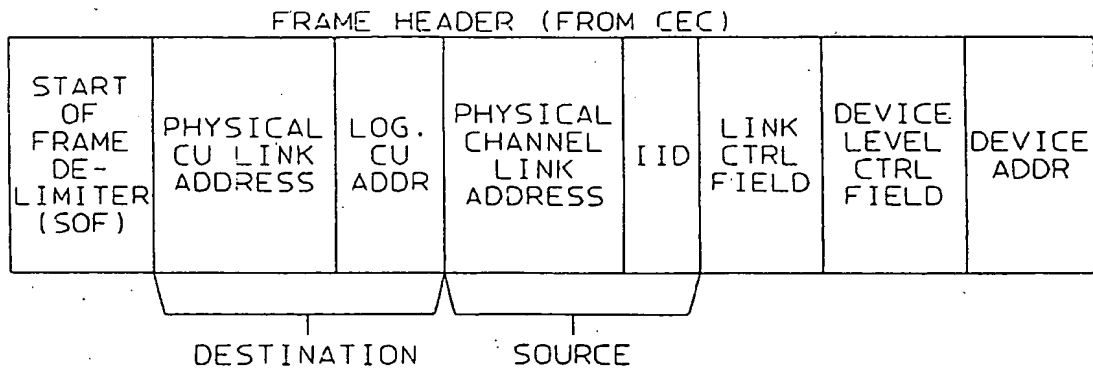 FRAME HEADER (FROM CEC)
START
OF
FRAME
DE-
LIMITER
(SOF)
PHYSICAL
CU LINK
ADDRESS
LOG.
CU
ADDR
PHYSICAL
CHANNEL
LINK
ADDRESS
IID
LINK
CTRL
FIELD
DEVICE
LEVEL
CTRL
FIELD
DEVICE
ADDR
DESTINATION
SOURCE